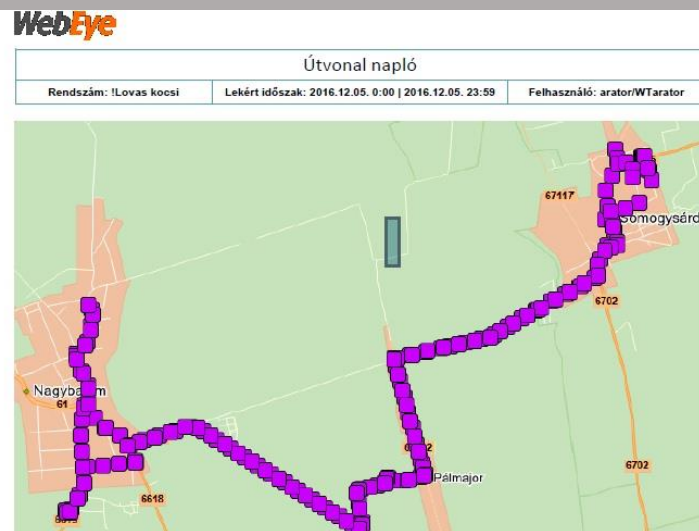 WebEye
Útvonal napló
Rendszám: !Lovas kocsi
Lekért időszak: 2016.12.05. 0:00 | 2016.12.05. 23:59
Felhasználó: arator/WTarator
67117
Somogysárd
6702
61
6702
Pálmajor
6618